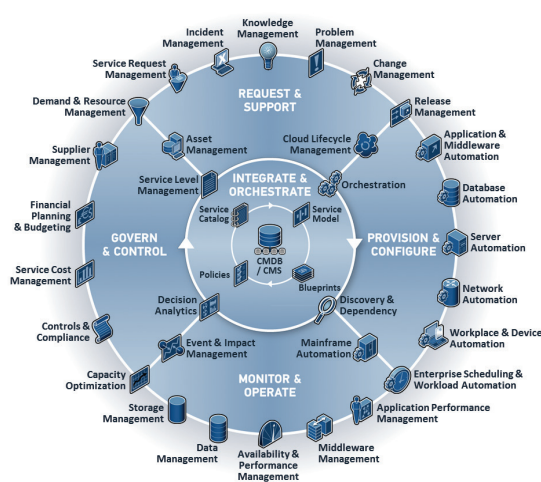 Knowledge
Management
Incident
Management
Problem
Management
Service Request
Management
Change
Management
Demand & Resource
Management
REQUEST &
SUPPORT
Release
Management
Supplier
Management
Asset
Management
Cloud Lifecycle
Management
Application &
Middleware
Automation
Service Level
Management
INTEGRATE &
ORCHESTRATE
Orchestration
Database
Automation
Financial
Planning
& Budgeting
Service
Catalog
Service
Model
GOVERN
& CONTROL
CMDB
/ CMS
PROVISION &
CONFIGURE
Server
Automation
Service Cost
Management
Policies
Blueprints
Network
Automation
Decision
Analytics
Discovery &
Dependency
Controls &
Compliance
Event & Impact
Management
Mainframe
Automation
Workplace & Device
Automation
Capacity
Optimization
MONITOR &
OPERATE
Enterprise Scheduling &
Workload Automation
Storage
Management
Application Performance
Management
Data
Management
Availability &
Performance
Management
Middleware
Management